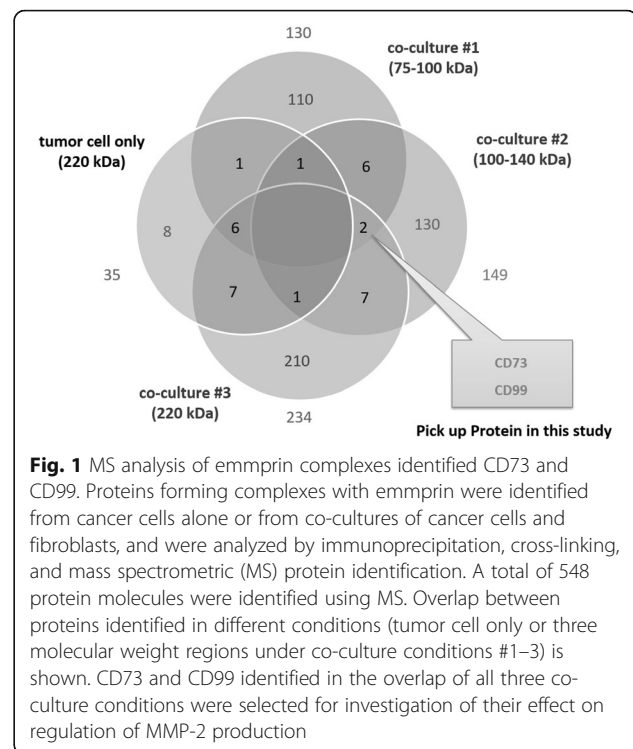 130
co-culture #1
(75-100 kDa)
110
tumor cell only
(220 kDa)
co-culture #2
(100-140 kDa)
1
1
6
8
6
2
130
35
149
7
1
7
CD73
CD99
210
co-culture #3
(220 kDa)
234
Pick up Protein in this study
Fig. 1 MS analysis of emmprin complexes identified CD73 and
CD99. Proteins forming complexes with emmprin were identified
from cancer cells alone or from co-cultures of cancer cells and
fibroblasts, and were analyzed by immunoprecipitation, cross-linking,
and mass spectrometric (MS) protein identification. A total of 548
protein molecules were identified using MS. Overlap between
proteins identified in different conditions (tumor cell only or three
molecular weight regions under co-culture conditions #1–3) is
shown. CD73 and CD99 identified in the overlap of all three co-
culture conditions were selected for investigation of their effect on
regulation of MMP-2 production